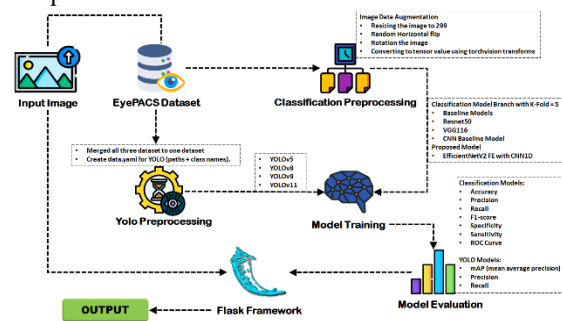 Image Data Augmentation
• Resizing the image to 299
• Random Horizontal flip
• Rotation the image
• Converting to tensor value using torchvision transforms
Input Image
EyePACS Dataset
Classification Preprocessing
Classification Model Branch with K-Fold = 5
• Baseline Models
• Resnet50
• VGG116
• CNN Baseline Model
Proposed Model
• EfficientNetV2 FE with CNN1D
• Merged all three dataset to one dataset
• Create data.yaml for YOLO (paths + class names).
• YOLOv5
• YOLOv8
• YOLOv9
• YOLOv11
Yolo Preprocessing
Model Training
Classification Models:
• Accuracy
• Precision
• Recall
• F1-score
• Specificity
• Sensitivity
• ROC Curve
YOLO Models:
• mAP (mean average precision)
• Precision
• Recall
OUTPUT
Flask Framework
Model Evaluation